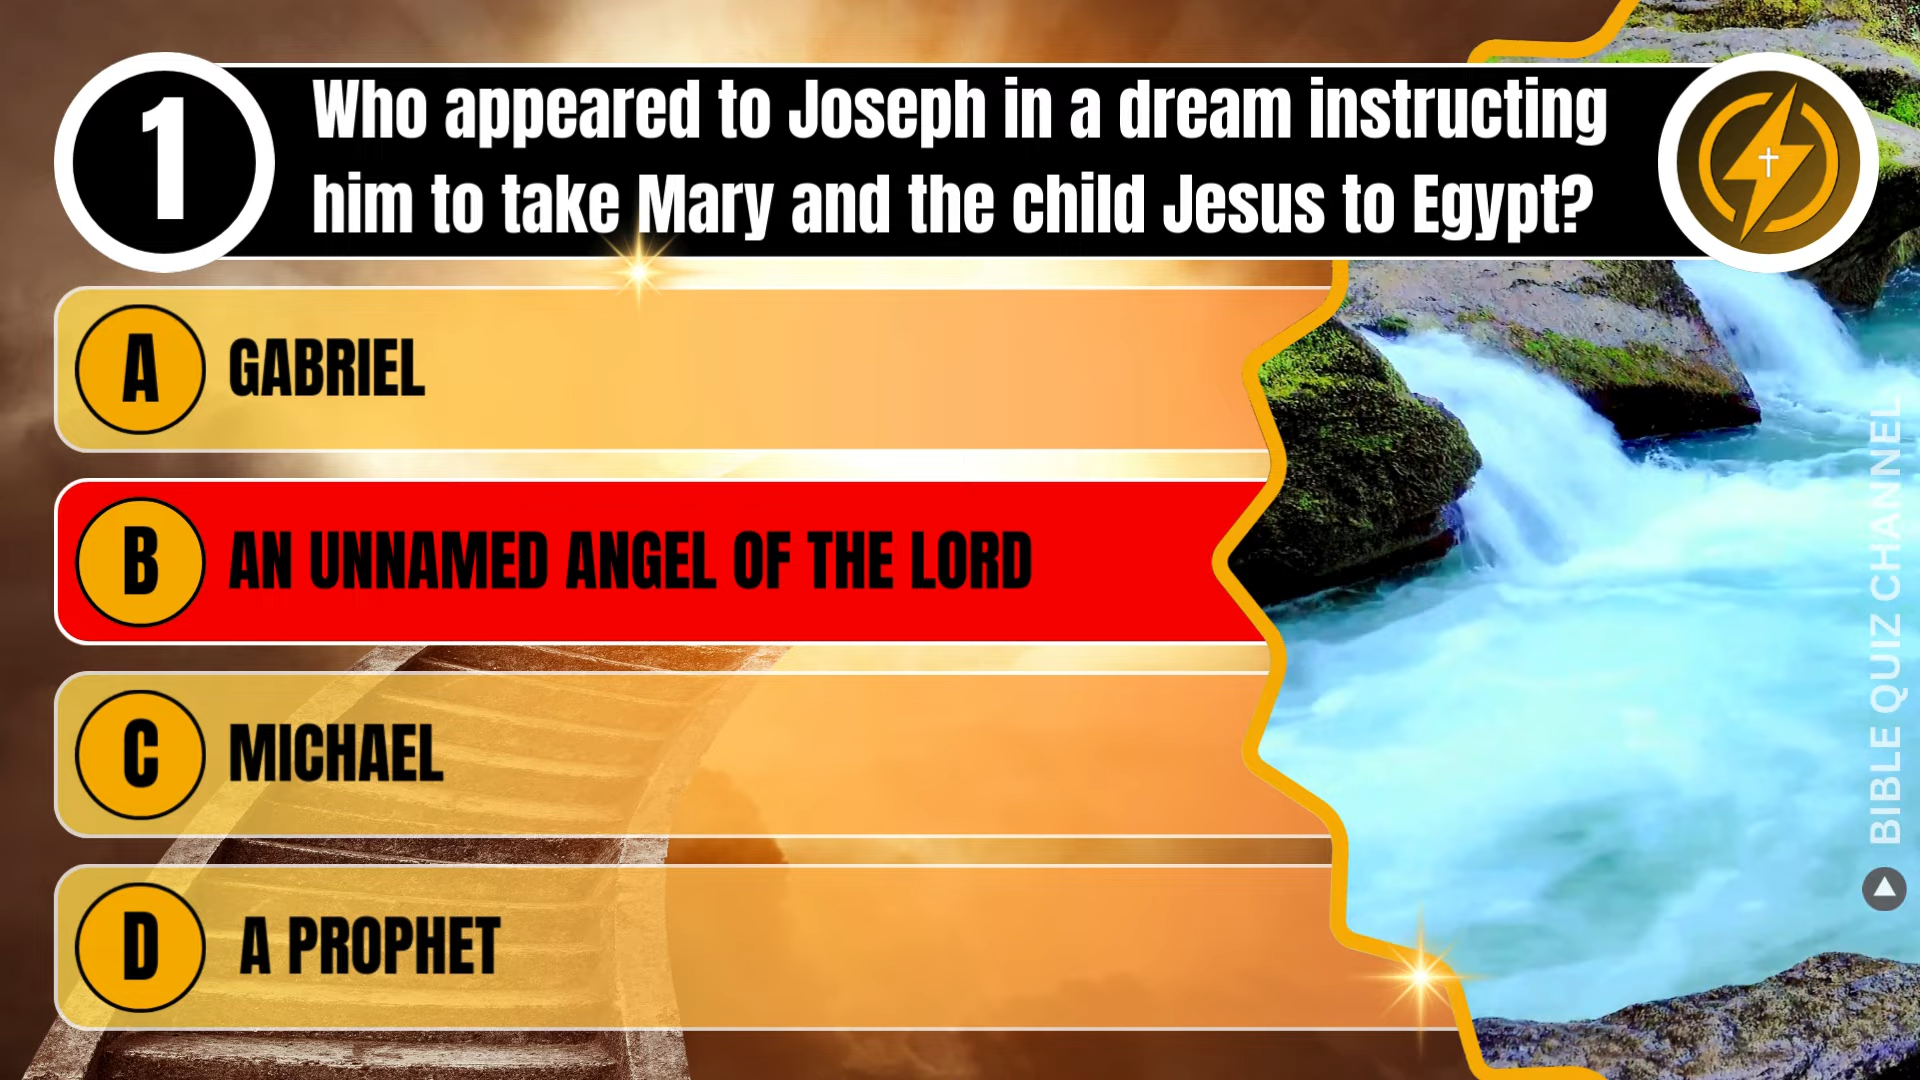 1
Who appeared to Joseph in a dream instructing
him to take Mary and the child Jesus to Egypt?
A GABRIEL
B AN UNNAMED ANGEL OF THE LORD
C MICHAEL
D A PROPHET
BIBLE QUIZ CHANNEL